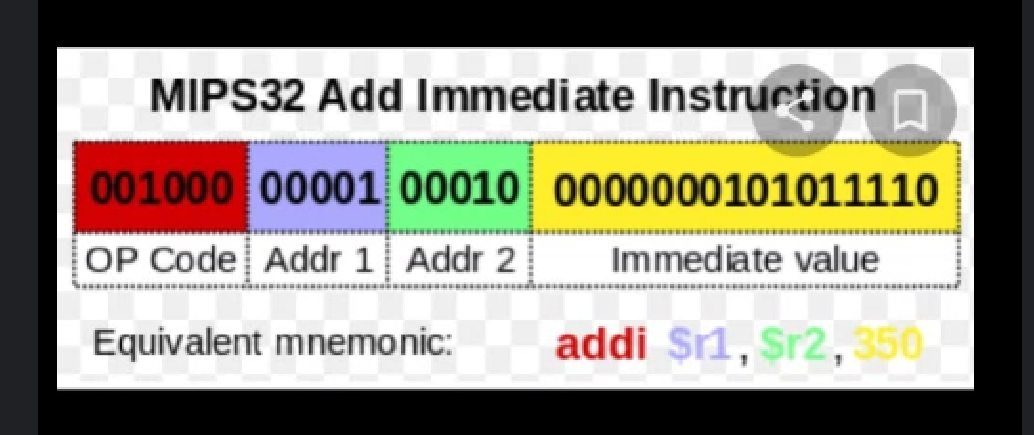 MIPS32 Add Immediate Instruction
001000 00001 00010 0000000101011110
OP Code Addr 1 Addr 2 Immediate value
Equivalent mnemonic: addi $r1, $r2, 350